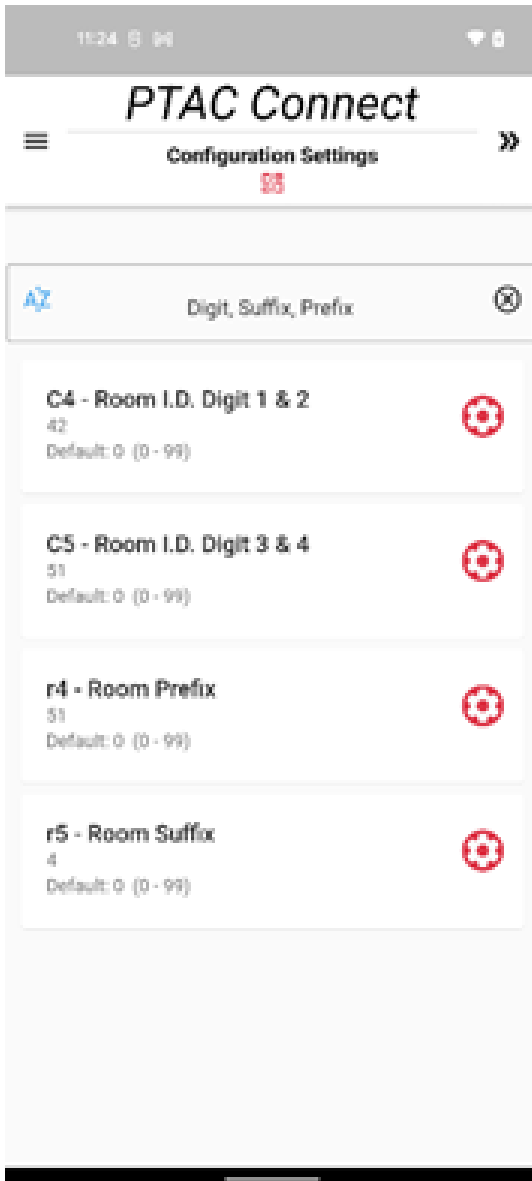 11:24
PTAC Connect
Configuration Settings
Digit, Suffix, Prefix
C4 - Room I.D. Digit 1 & 2
42
Default: 0 (0 - 99)
C5 - Room I.D. Digit 3 & 4
51
Default: 0 (0 - 99)
r4 - Room Prefix
51
Default: 0 (0 - 99)
r5 - Room Suffix
4
Default: 0 (0 - 99)